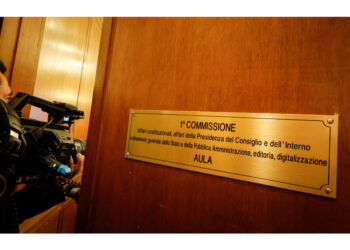 1° COMMISSIONE
Affari costituzionali, affari della Presidenza del Consiglio e dell'Interno
ordinamento generale dello Stato e della Pubblica Amministrazione, editoria, digitalizzazione
AULA